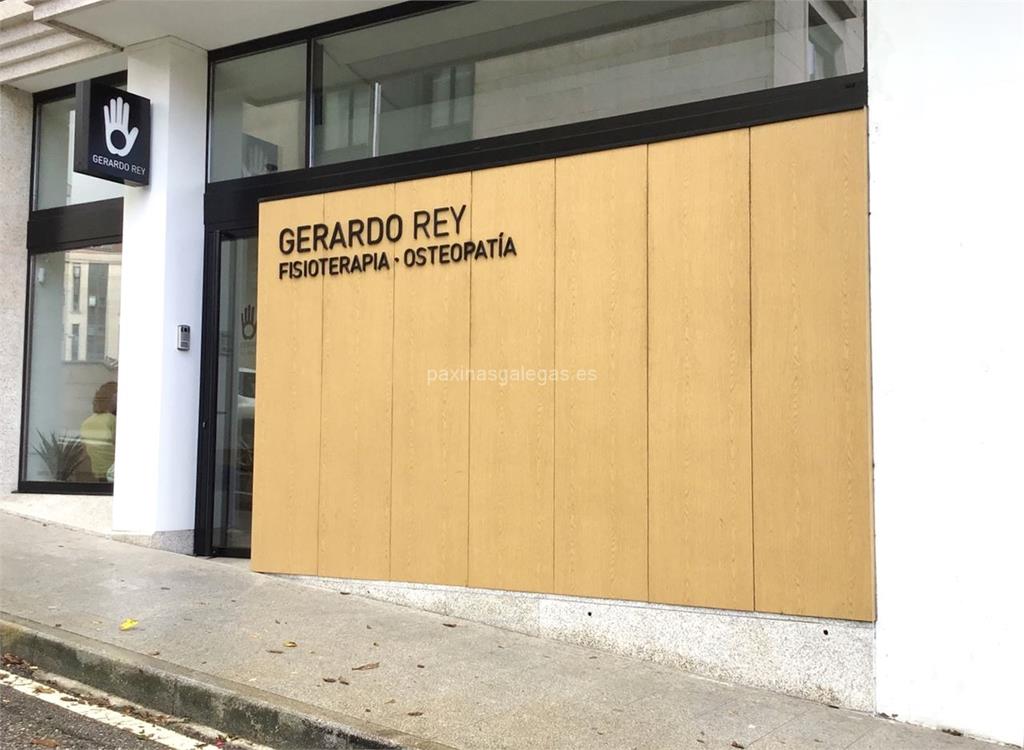 GERARDO REY
GERARDO REY
FISIOTERAPIA · OSTEOPATÍA
paxinasgalegas.es